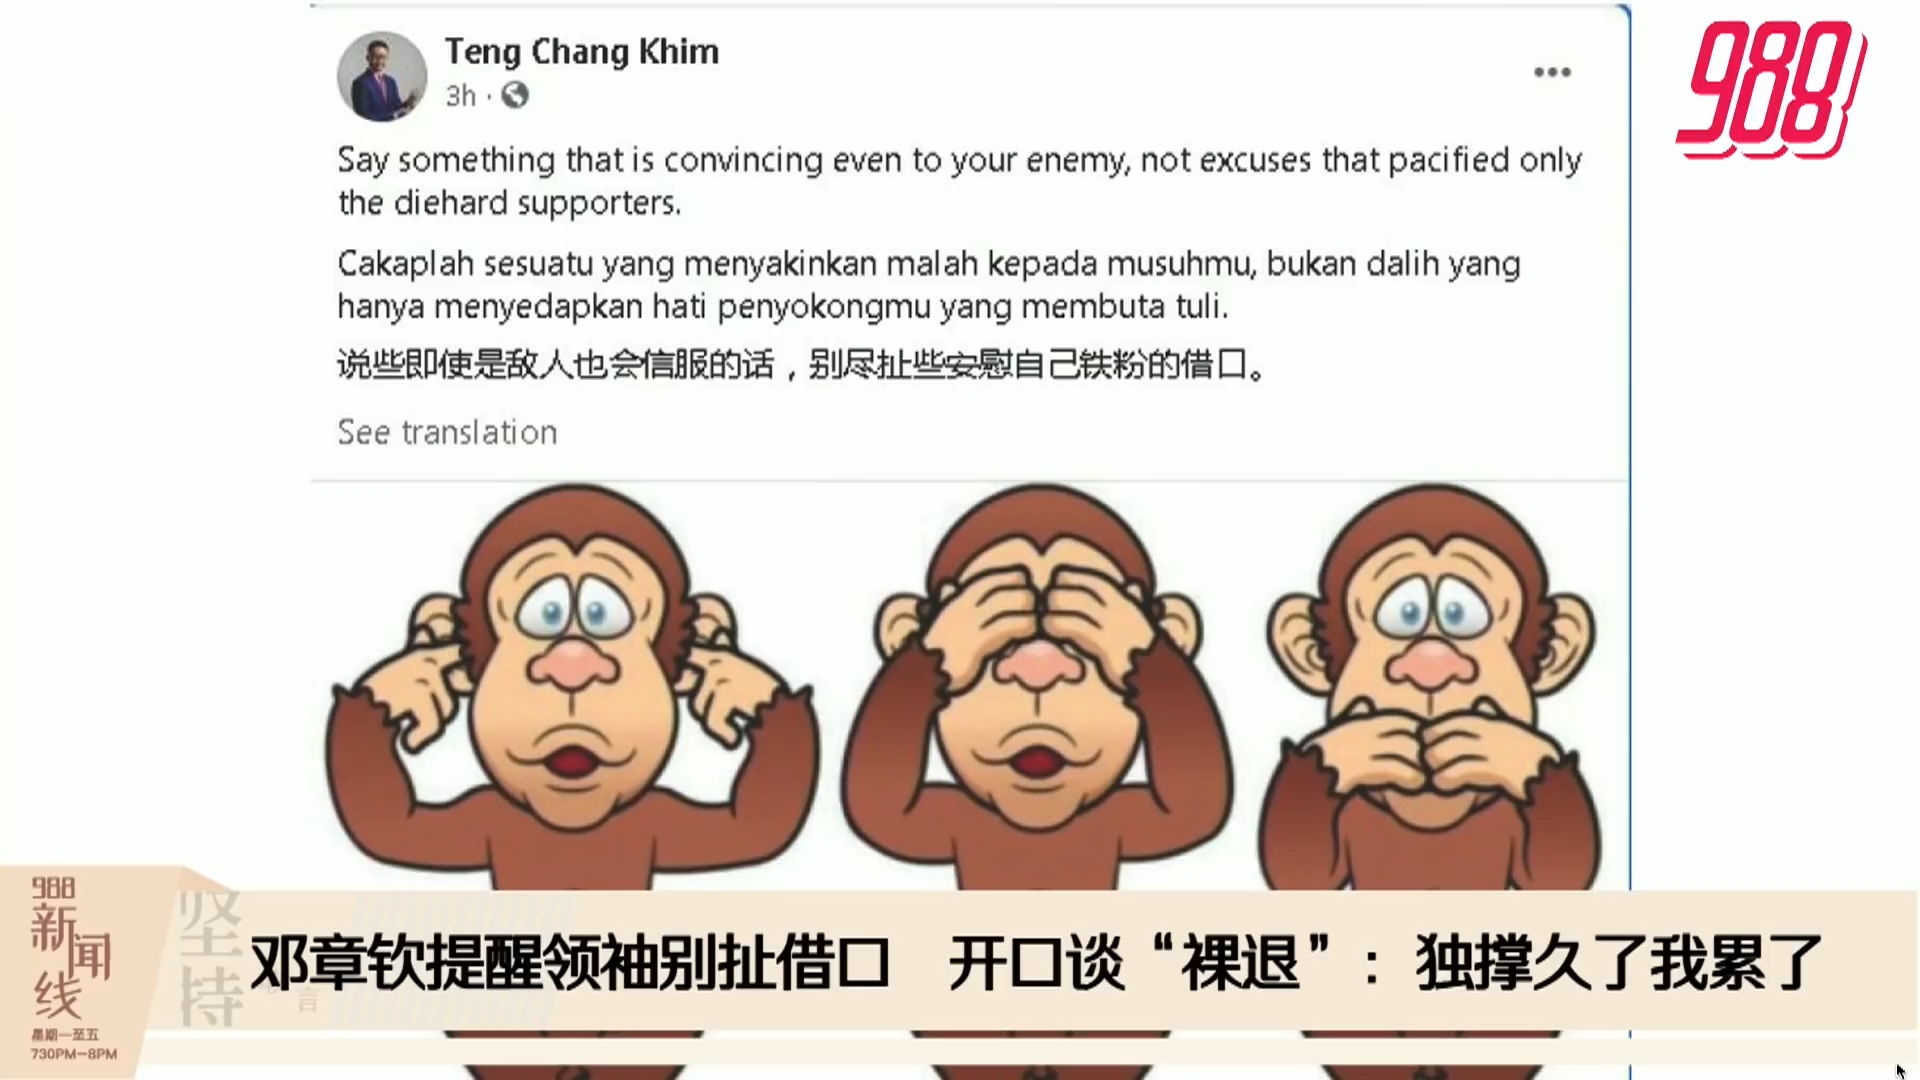 Teng Chang Khim
3h ·
988
Say something that is convincing even to your enemy, not excuses that pacified only
the diehard supporters.
Cakaplah sesuatu yang menyakinkan malah kepada musuhmu, bukan dalih yang
hanya menyedapkan hati penyokongmu yang membuta tuli.
说些即使是敌人也会信服的话，别尽扯些安慰自己铁粉的借口。
See translation
988
新闻
线
星期一至五
730PM-8PM
坚
持
言
邓章钦提醒领袖别扯借口 开口谈“裸退”：独撑久了我累了